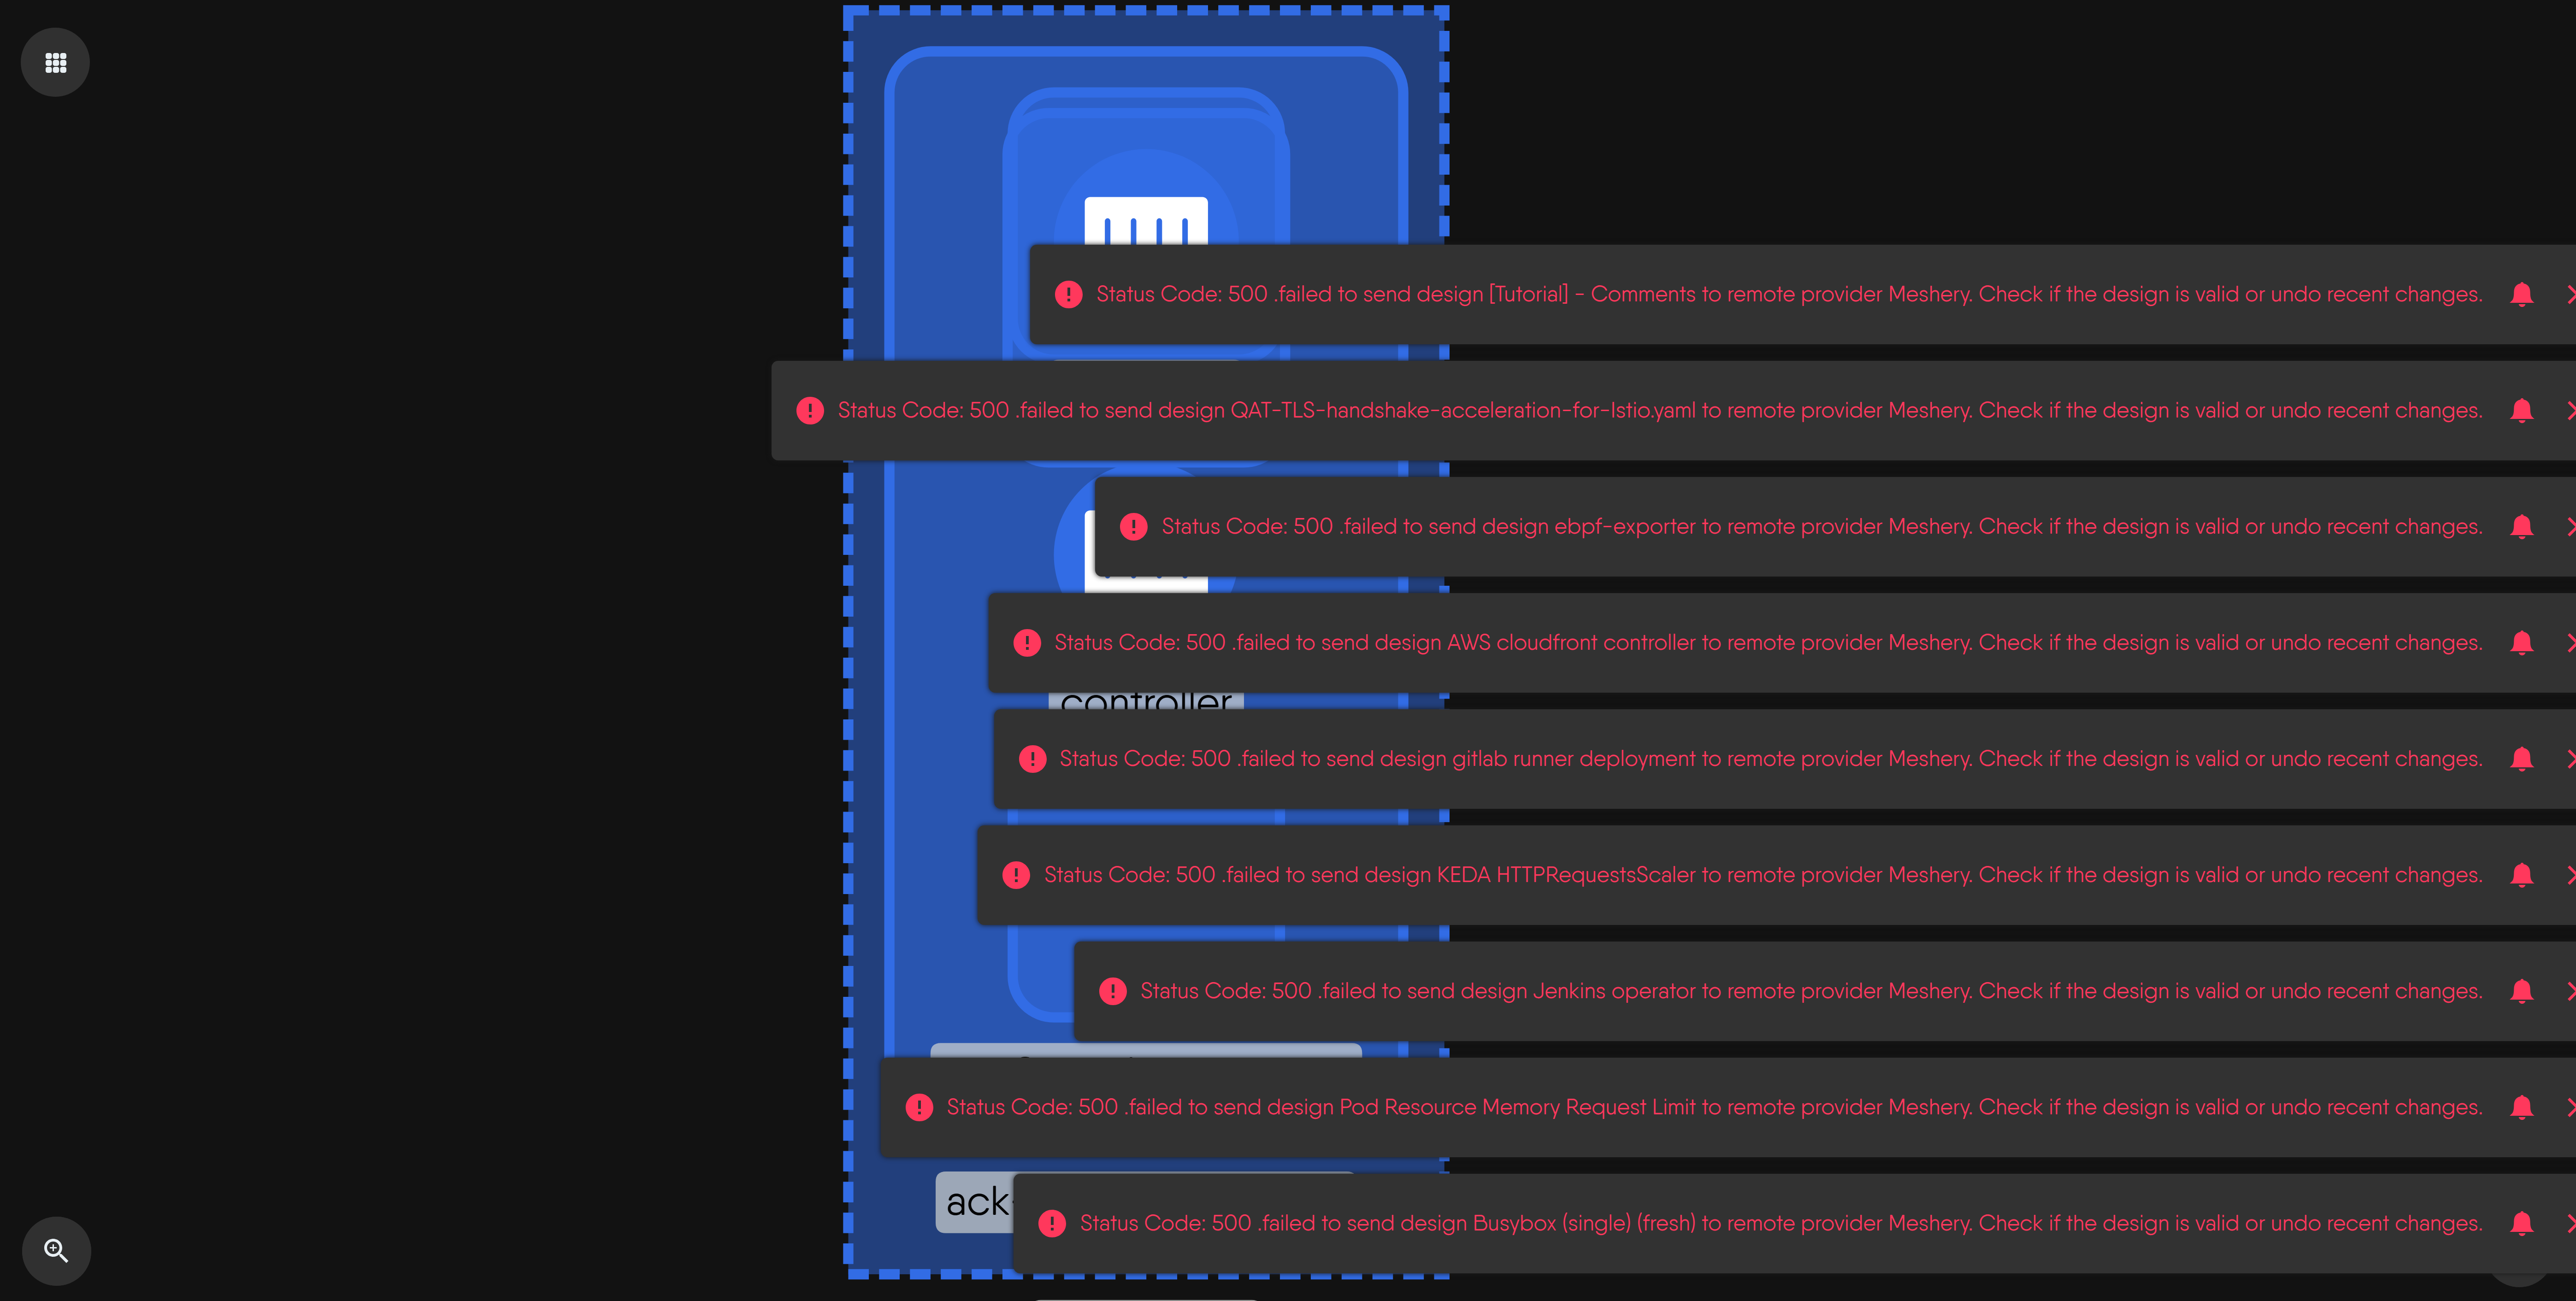 Status Code: 500 .failed to send design [Tutorial] - Comments to remote provider Meshery. Check if the design is valid or undo recent changes.
Status Code: 500 .failed to send design QAT-TLS-handshake-acceleration-for-Istio.yaml to remote provider Meshery. Check if the design is valid or undo recent changes.
Status Code: 500 .failed to send design ebpf-exporter to remote provider Meshery. Check if the design is valid or undo recent changes.
Status Code: 500 .failed to send design AWS cloudfront controller to remote provider Meshery. Check if the design is valid or undo recent changes.
controller
Status Code: 500 .failed to send design gitlab runner deployment to remote provider Meshery. Check if the design is valid or undo recent changes.
Status Code: 500 .failed to send design KEDA HTTPRequestsScaler to remote provider Meshery. Check if the design is valid or undo recent changes.
Status Code: 500 .failed to send design Jenkins operator to remote provider Meshery. Check if the design is valid or undo recent changes.
Status Code: 500 .failed to send design Pod Resource Memory Request Limit to remote provider Meshery. Check if the design is valid or undo recent changes.
ack
Status Code: 500 .failed to send design Busybox (single) (fresh) to remote provider Meshery. Check if the design is valid or undo recent changes.